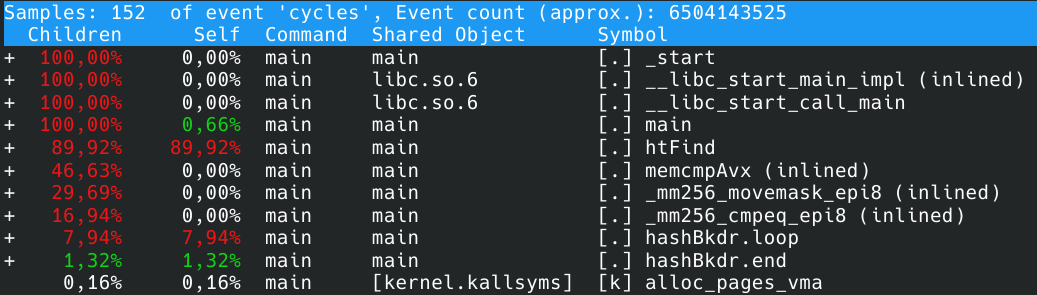 Samples: 152  of event 'cycles', Event count (approx.): 6504143525
  Children      Self  Command  Shared Object      Symbol
+  100,00%     0,00%  main     main               [.] _start
+  100,00%     0,00%  main     libc.so.6          [.] __libc_start_main_impl (inlined)
+  100,00%     0,00%  main     libc.so.6          [.] __libc_start_call_main
+  100,00%     0,66%  main     main               [.] main
+   89,92%    89,92%  main     main               [.] htFind
+   46,63%     0,00%  main     main               [.] memcmpAvx (inlined)
+   29,69%     0,00%  main     main               [.] _mm256_movemask_epi8 (inlined)
+   16,94%     0,00%  main     main               [.] _mm256_cmpeq_epi8 (inlined)
+    7,94%     7,94%  main     main               [.] hashBkdr.loop
+    1,32%     1,32%  main     main               [.] hashBkdr.end
     0,16%     0,16%  main     [kernel.kallsyms]  [k] alloc_pages_vma